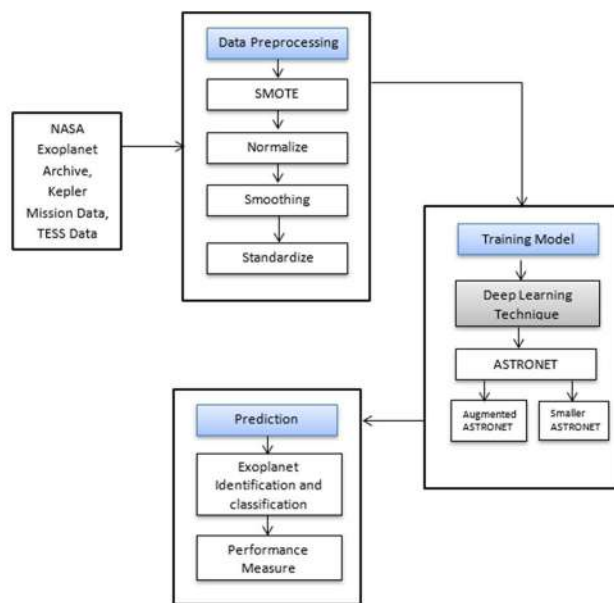 NASA
Exoplanet
Archive,
Kepler
Mission Data,
TESS Data
Data Preprocessing
SMOTE
Normalize
Smoothing
Standardize
Training Model
Deep Learning
Technique
ASTRONET
Augmented
ASTRONET
Smaller
ASTRONET
Prediction
Exoplanet
Identification and
classification
Performance
Measure